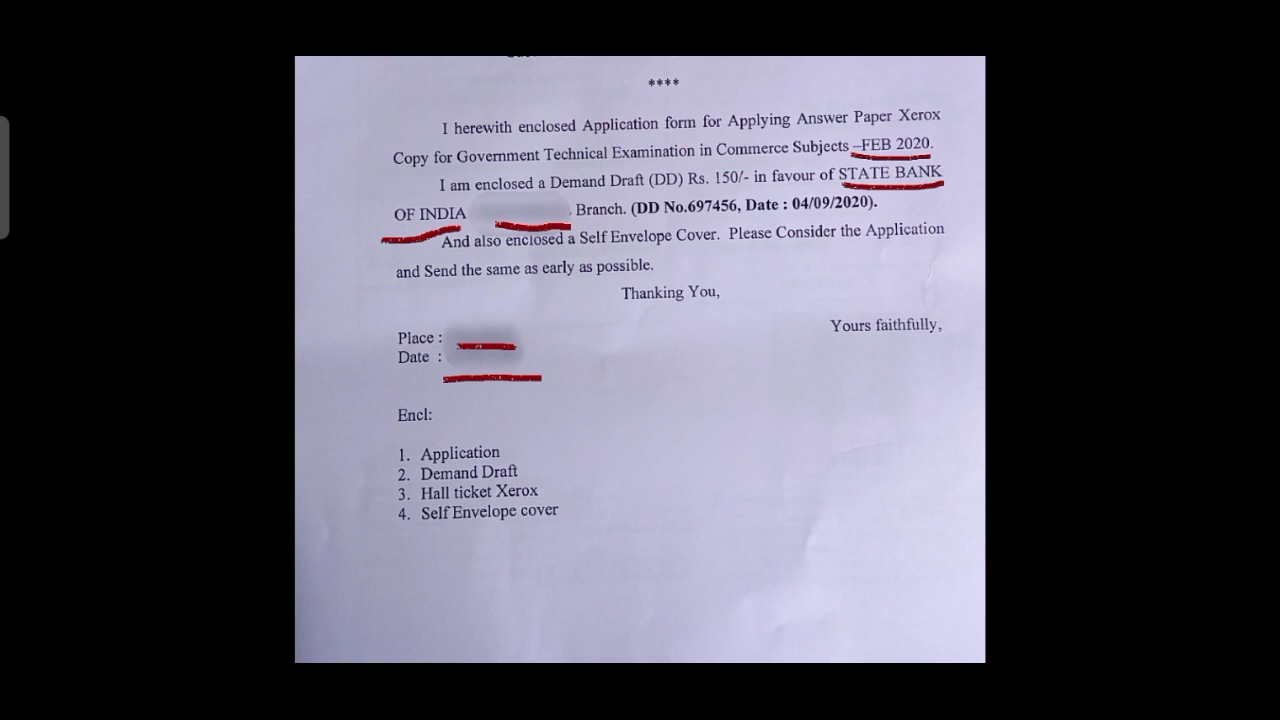 ****
I herewith enclosed Application form for Applying Answer Paper Xerox
Copy for Government Technical Examination in Commerce Subjects –FEB 2020.
I am enclosed a Demand Draft (DD) Rs. 150/- in favour of STATE BANK
OF INDIA , Branch. (DD No.697456, Date : 04/09/2020).
And also enclosed a Self Envelope Cover. Please Consider the Application
and Send the same as early as possible.
Thanking You,
Yours faithfully,
Place :
Date :
Encl:
1. Application
2. Demand Draft
3. Hall ticket Xerox
4. Self Envelope cover